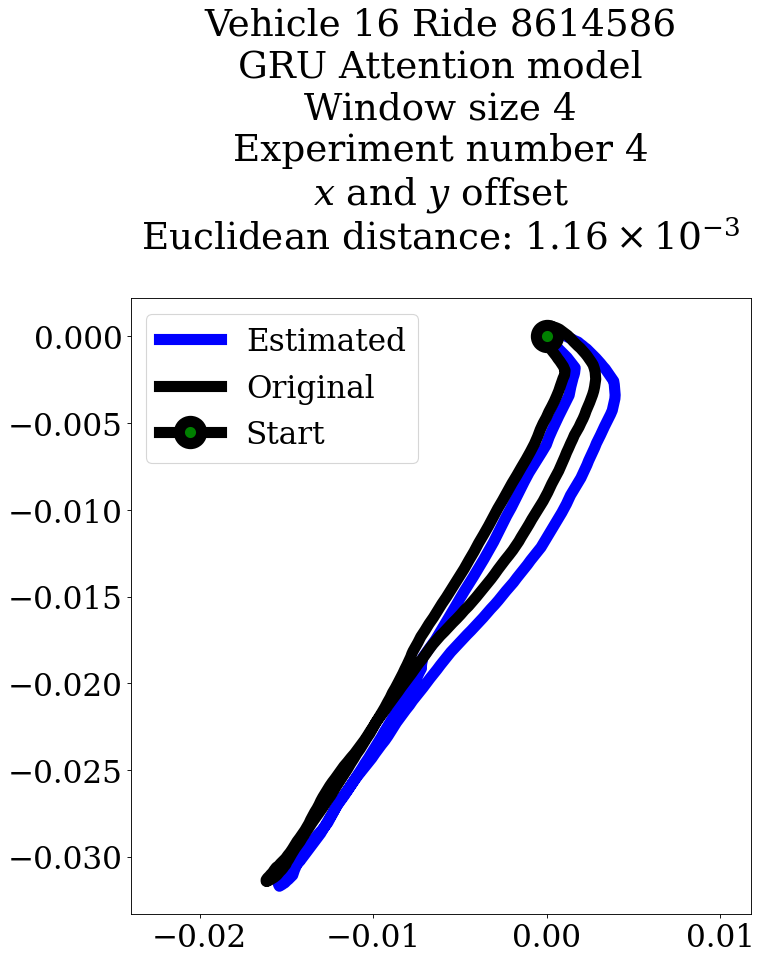 Vehicle 16 Ride 8614586
GRU Attention model
Window size 4
Experiment number 4
x and y offset
Euclidean distance: 1.16 × 10⁻³
Estimated
Original
Start
0.000
−0.005
−0.010
−0.015
−0.020
−0.025
−0.030
−0.02
−0.01
0.00
0.01